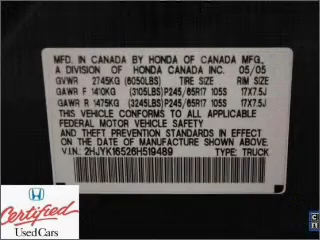 MFD. IN CANADA BY HONDA OF CANADA MFG.,
A DIVISION OF HONDA CANADA INC. 05/05
GVWR 2745KG (6050LBS) TIRE SIZE RIM SIZE
GAWR F 1410KG (3105LBS) P245/65R17 105S 17X7.5J
GAWR R 1475KG (3245LBS) P245/65R17 105S 17X7.5J
THIS VEHICLE CONFORMS TO ALL APPLICABLE
FEDERAL MOTOR VEHICLE SAFETY STANDARDS IN
EFFECT ON THE DATE OF MANUFACTURE SHOWN ABOVE.
V.I.N.: 2HJYK16526H519489 TYPE: TRUCK
Certified
Used Cars